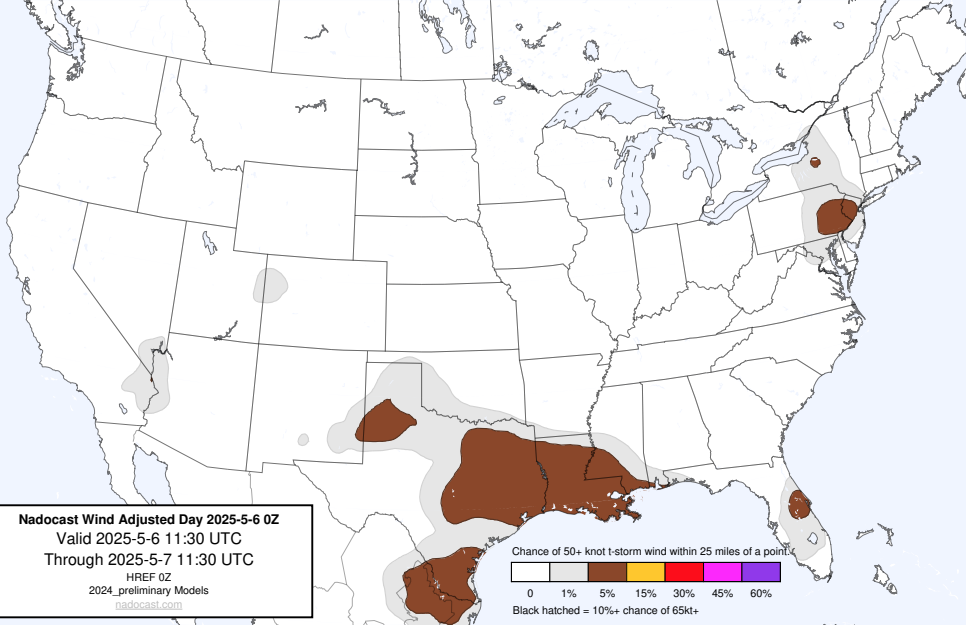 Nadocast Wind Adjusted Day 2025-5-6 0Z
Valid 2025-5-6 11:30 UTC
Through 2025-5-7 11:30 UTC
HREF 0Z
2024_preliminary Models
nadocast.com
Chance of 50+ knot t-storm wind within 25 miles of a point.
0 1% 5% 15% 30% 45% 60%
Black hatched = 10%+ chance of 65kt+